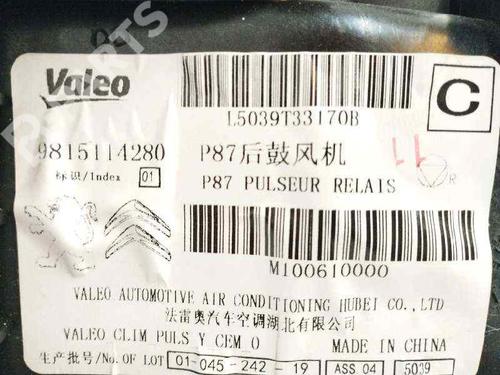 Valeo
C
L5039T33170B
9815114280
P87后鼓风机
标识/Index 01
P87 PULSEUR RELAIS
11
R
M100610000
VALEO AUTOMOTIVE AIR CONDITIONING HUBEI CO.,LTD
法雷奥汽车空调湖北有限公司
VALEO CLIM PULS Y CEM_0 MADE IN CHINA
生产批号/No. OF LOT 01-045-242-19 ASS 04 5039